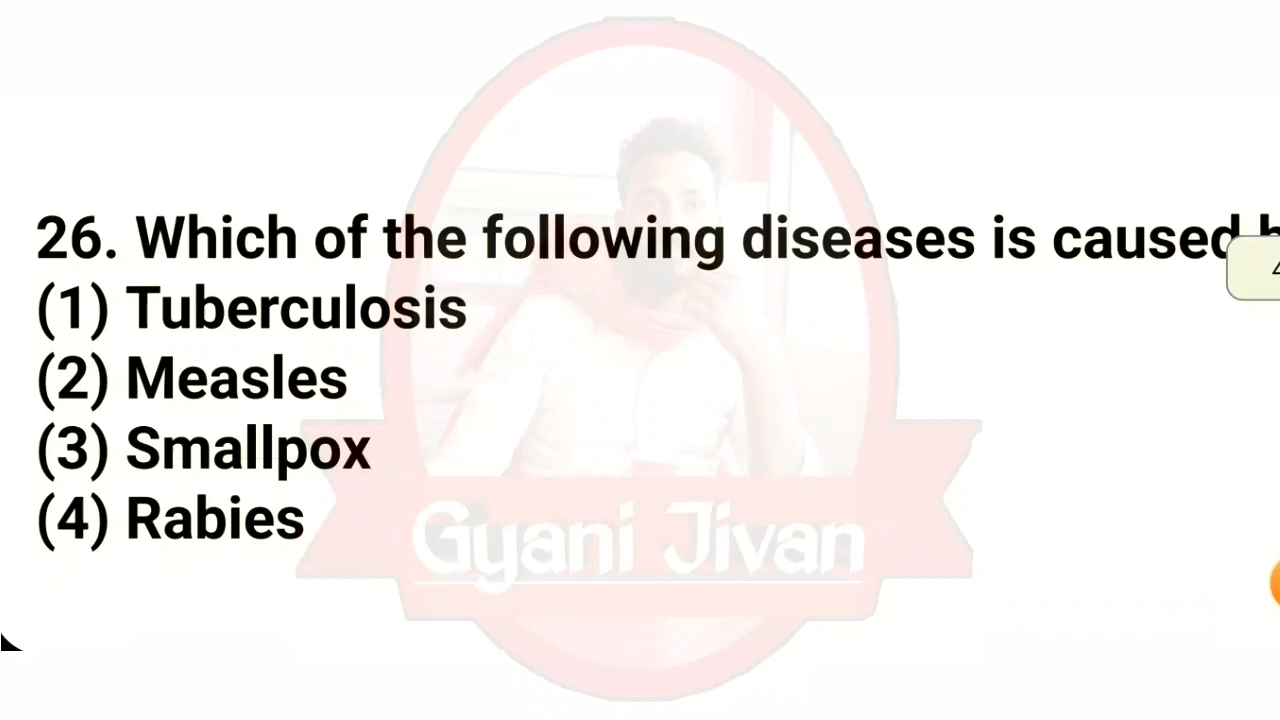 26. Which of the following diseases is caused
(1) Tuberculosis
(2) Measles
(3) Smallpox
(4) Rabies
Gyani Jivan